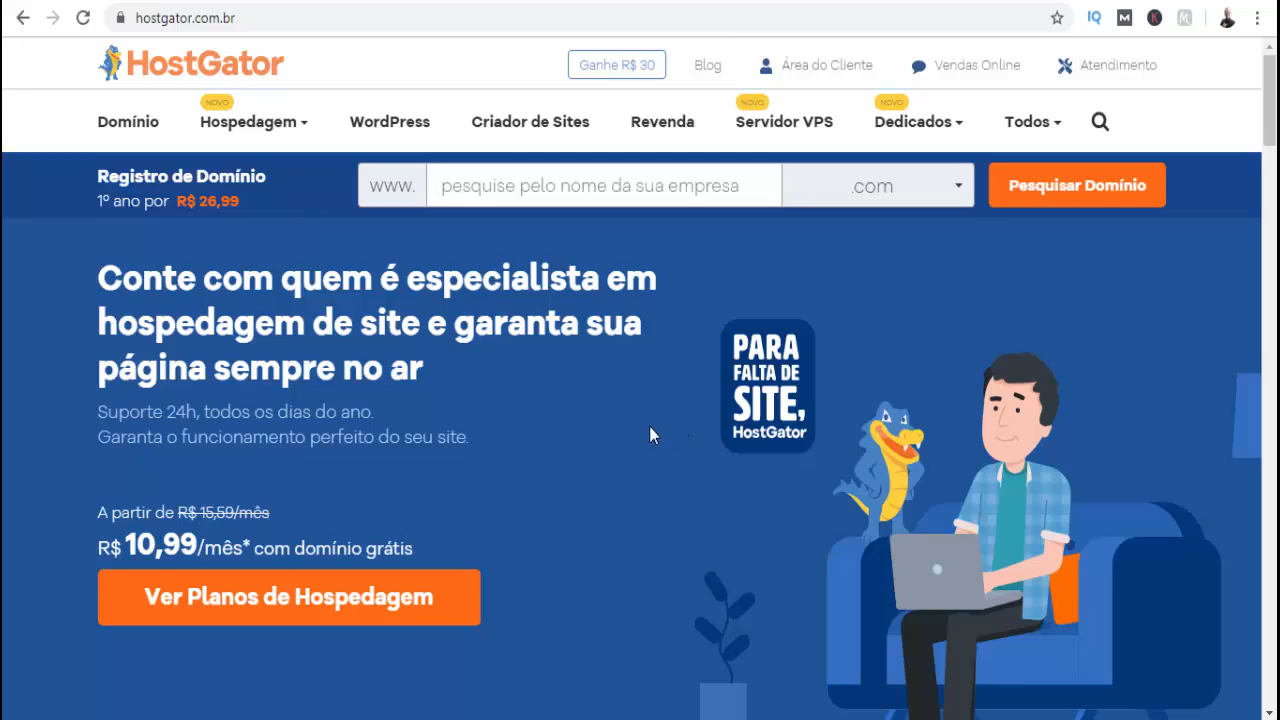 hostgator.com.br
HostGator
Ganhe R$ 30
Blog
Área do Cliente
Vendas Online
Atendimento
Domínio
NOVO
Hospedagem
WordPress
Criador de Sites
Revenda
NOVO
Servidor VPS
NOVO
Dedicados
Todos
Registro de Domínio
1º ano por R$ 26,99
www.
pesquise pelo nome da sua empresa
.com
Pesquisar Domínio
Conte com quem é especialista em
hospedagem de site e garanta sua
página sempre no ar
Suporte 24h, todos os dias do ano.
Garanta o funcionamento perfeito do seu site.
PARA
FALTA DE
SITE,
HostGator
A partir de R$ 15,59/mês
R$ 10,99/mês* com domínio grátis
Ver Planos de Hospedagem